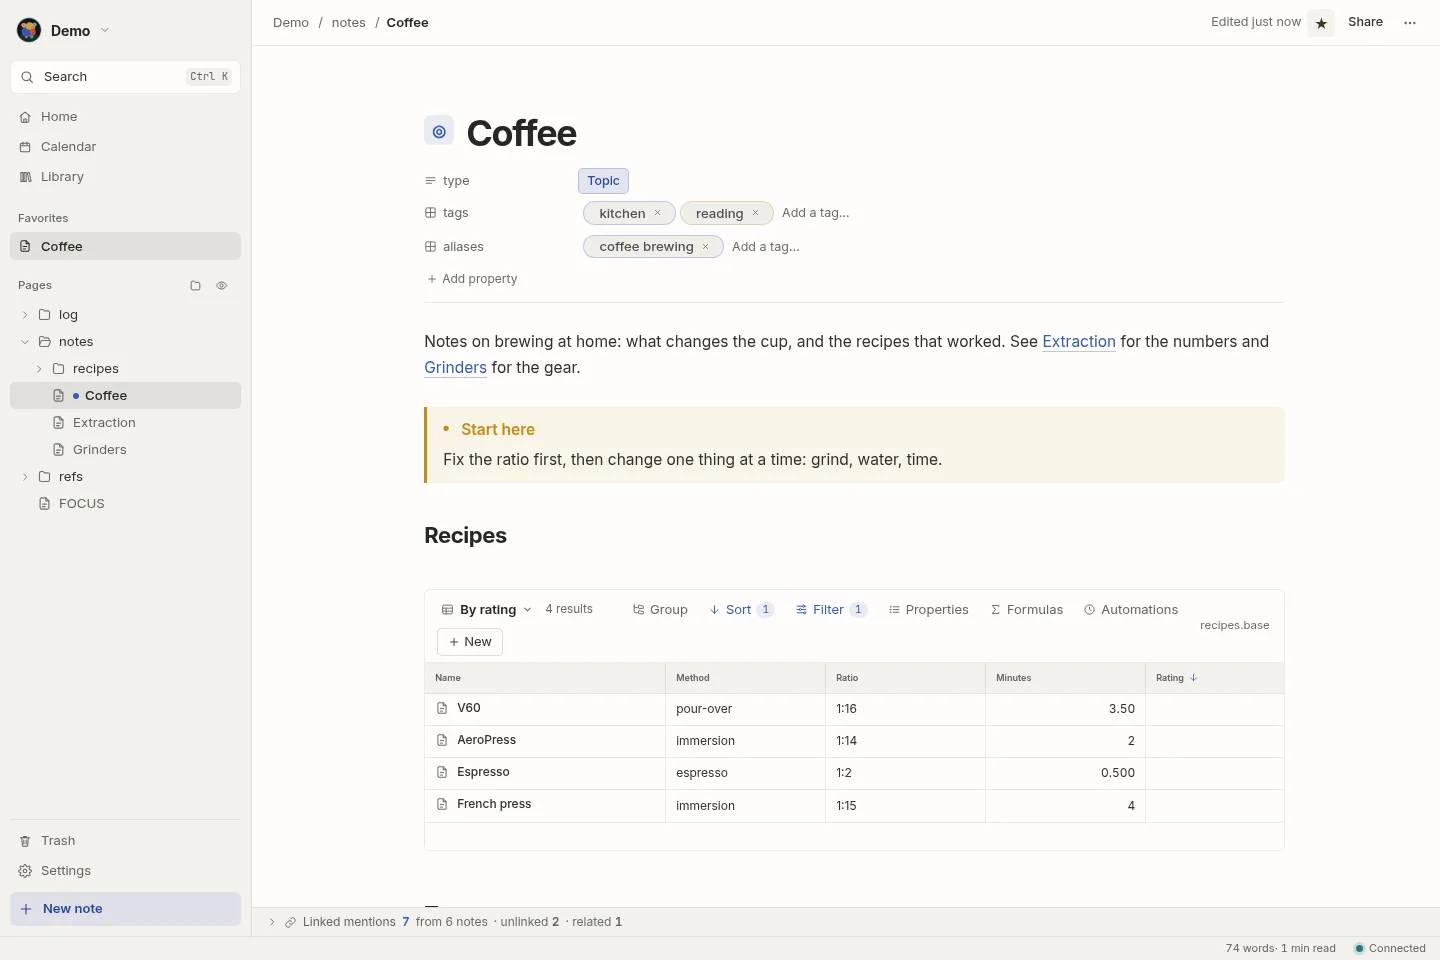 Demo
Search
Ctrl K
Home
Calendar
Library
Favorites
Coffee
Pages
log
notes
recipes
Coffee
Extraction
Grinders
refs
FOCUS
Trash
Settings
+ New note
Demo / notes / Coffee
Edited just now ★ Share ···
Coffee
type Topic
tags kitchen × reading × Add a tag...
aliases coffee brewing × Add a tag...
+ Add property
Notes on brewing at home: what changes the cup, and the recipes that worked. See Extraction for the numbers and
Grinders for the gear.
• Start here
Fix the ratio first, then change one thing at a time: grind, water, time.
Recipes
By rating 4 results Group ↓ Sort 1 Filter 1 Properties Σ Formulas Automations
recipes.base
+ New
Name Method Ratio Minutes Rating ↓
V60 pour-over 1:16 3.50
AeroPress immersion 1:14 2
Espresso espresso 1:2 0.500
French press immersion 1:15 4
Linked mentions 7 from 6 notes · unlinked 2 · related 1
74 words· 1 min read Connected